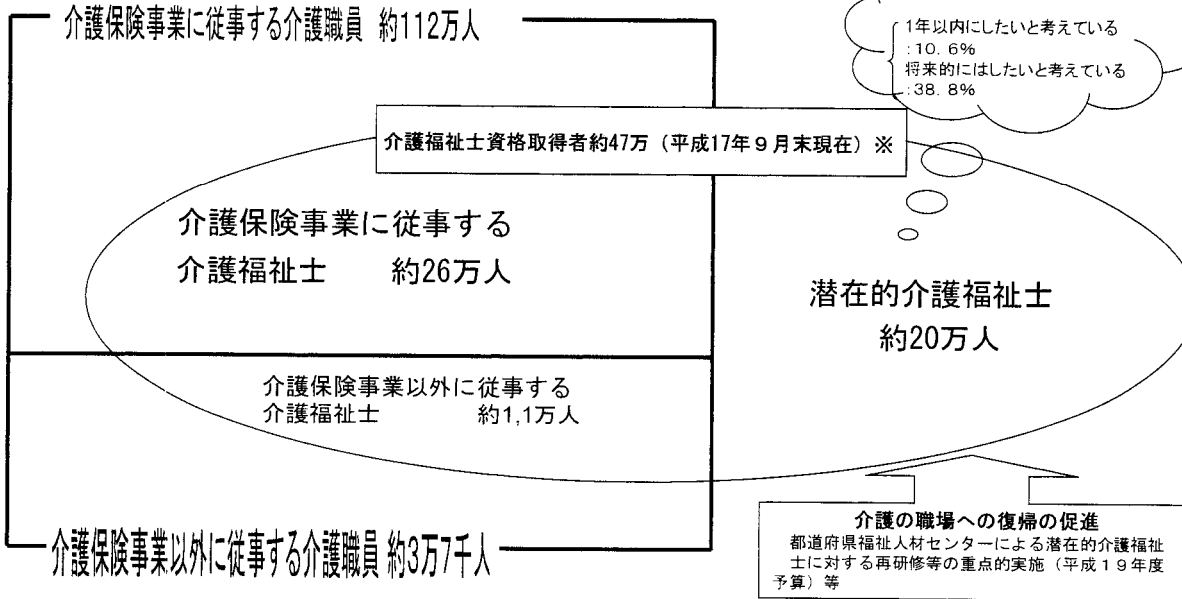 介護保険事業に従事する介護職員 約112万人
1年以内にしたいと考えている
:10.6%
将来的にはしたいと考えている
:38.8%
介護福祉士資格取得者約47万（平成17年９月末現在）※
介護保険事業に従事する
介護福祉士 約26万人
潜在的介護福祉士
約20万人
介護保険事業以外に従事する
介護福祉士 約1,1万人
介護保険事業以外に従事する介護職員 約3万7千人
介護の職場への復帰の促進
都道府県福祉人材センターによる潜在的介護福祉
士に対する再研修等の重点的実施（平成１９年度
予算）等